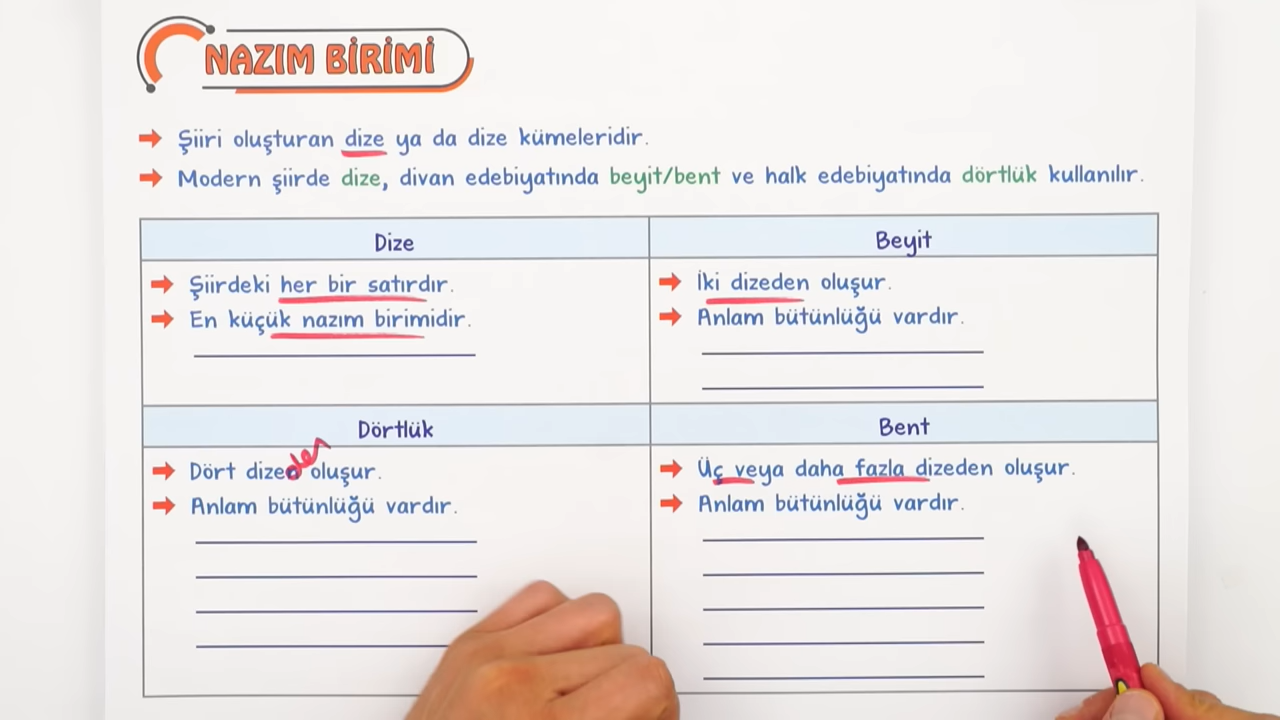 NAZIM BİRİMİ
Şiiri oluşturan dize ya da dize kümeleridir.
Modern şiirde dize, divan edebiyatında beyit/bent ve halk edebiyatında dörtlük kullanılır.
Dize
Şiirdeki her bir satırdır.
En küçük nazım birimidir.
Beyit
İki dizeden oluşur.
Anlam bütünlüğü vardır.
Dörtlük
Dört dizeden oluşur.
Anlam bütünlüğü vardır.
Bent
Üç veya daha fazla dizeden oluşur.
Anlam bütünlüğü vardır.